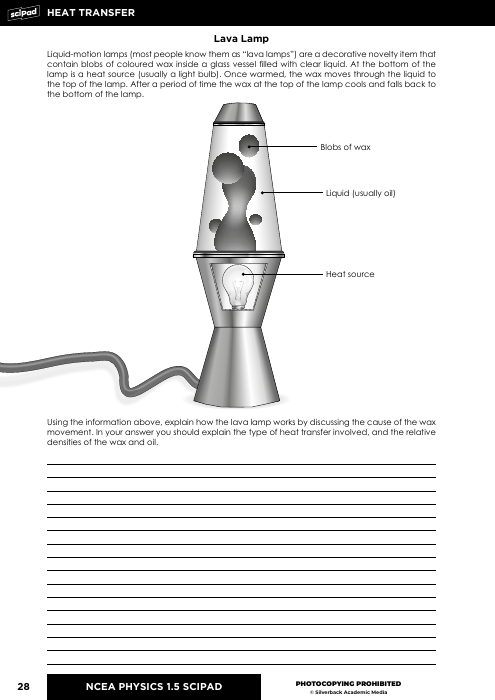 scipad HEAT TRANSFER
Lava Lamp
Liquid-motion lamps (most people know them as “lava lamps”) are a decorative novelty item that
contain blobs of coloured wax inside a glass vessel filled with clear liquid. At the bottom of the
lamp is a heat source (usually a light bulb). Once warmed, the wax moves through the liquid to
the top of the lamp. After a period of time the wax at the top of the lamp cools and falls back to
the bottom of the lamp.
Blobs of wax
Liquid (usually oil)
Heat source
Using the information above, explain how the lava lamp works by discussing the cause of the wax
movement. In your answer you should explain the type of heat transfer involved, and the relative
densities of the wax and oil.
28 NCEA PHYSICS 1.5 SCIPAD PHOTOCOPYING PROHIBITED
© Silverback Academic Media